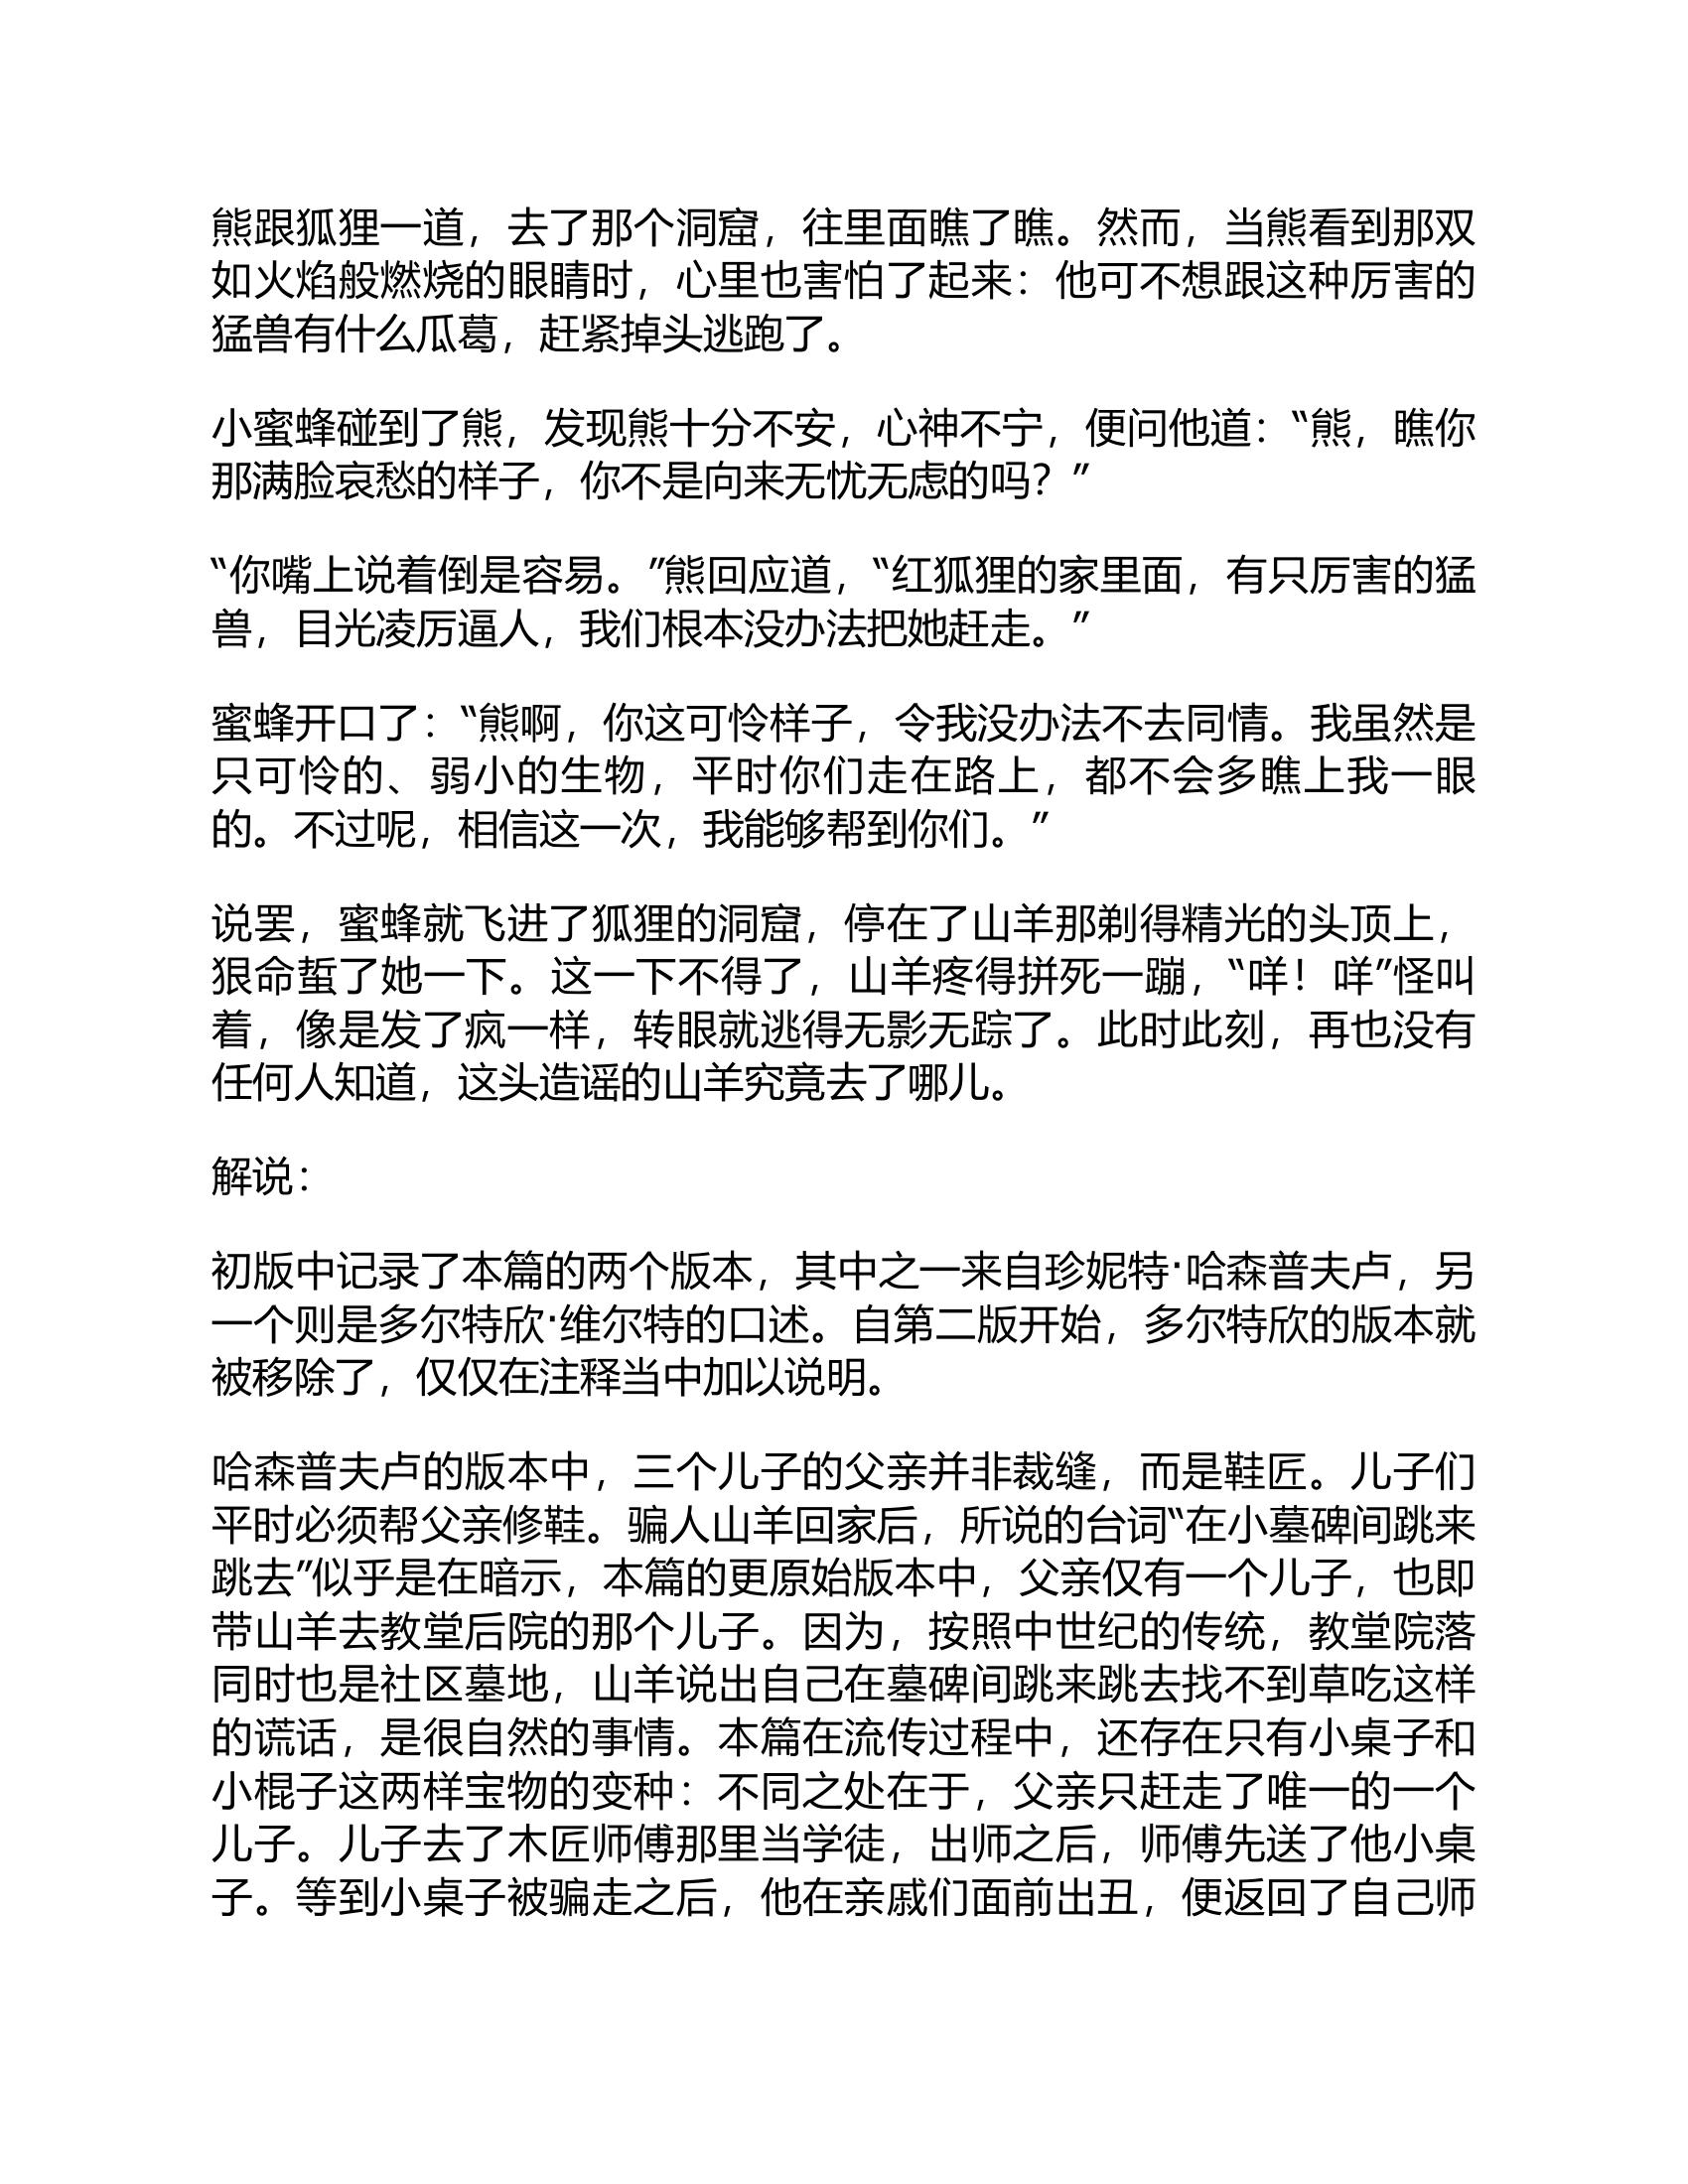 熊跟狐狸一道，去了那个洞窟，往里面瞧了瞧。然而，当熊看到那双
如火焰般燃烧的眼睛时，心里也害怕了起来：他可不想跟这种厉害的
猛兽有什么瓜葛，赶紧掉头逃跑了。
小蜜蜂碰到了熊，发现熊十分不安，心神不宁，便问他道：“熊，瞧你
那满脸哀愁的样子，你不是向来无忧无虑的吗？”
“你嘴上说着倒是容易。”熊回应道，“红狐狸的家里面，有只厉害的猛
兽，目光凌厉逼人，我们根本没办法把她赶走。”
蜜蜂开口了：“熊啊，你这可怜样子，令我没办法不去同情。我虽然是
只可怜的、弱小的生物，平时你们走在路上，都不会多瞧上我一眼
的。不过呢，相信这一次，我能够帮到你们。”
说罢，蜜蜂就飞进了狐狸的洞窟，停在了山羊那剃得精光的头顶上，
狠命蜇了她一下。这一下不得了，山羊疼得拼死一蹦，“咩！咩”怪叫
着，像是发了疯一样，转眼就逃得无影无踪了。此时此刻，再也没有
任何人知道，这头造谣的山羊究竟去了哪儿。
解说：
初版中记录了本篇的两个版本，其中之一来自珍妮特·哈森普夫卢，另
一个则是多尔特欣·维尔特的口述。自第二版开始，多尔特欣的版本就
被移除了，仅仅在注释当中加以说明。
哈森普夫卢的版本中，三个儿子的父亲并非裁缝，而是鞋匠。儿子们
平时必须帮父亲修鞋。骗人山羊回家后，所说的台词“在小墓碑间跳来
跳去”似乎是在暗示，本篇的更原始版本中，父亲仅有一个儿子，也即
带山羊去教堂后院的那个儿子。因为，按照中世纪的传统，教堂院落
同时也是社区墓地，山羊说出自己在墓碑间跳来跳去找不到草吃这样
的谎话，是很自然的事情。本篇在流传过程中，还存在只有小桌子和
小棍子这两样宝物的变种：不同之处在于，父亲只赶走了唯一的一个
儿子。儿子去了木匠师傅那里当学徒，出师之后，师傅先送了他小桌
子。等到小桌子被骗走之后，他在亲戚们面前出丑，便返回了自己师